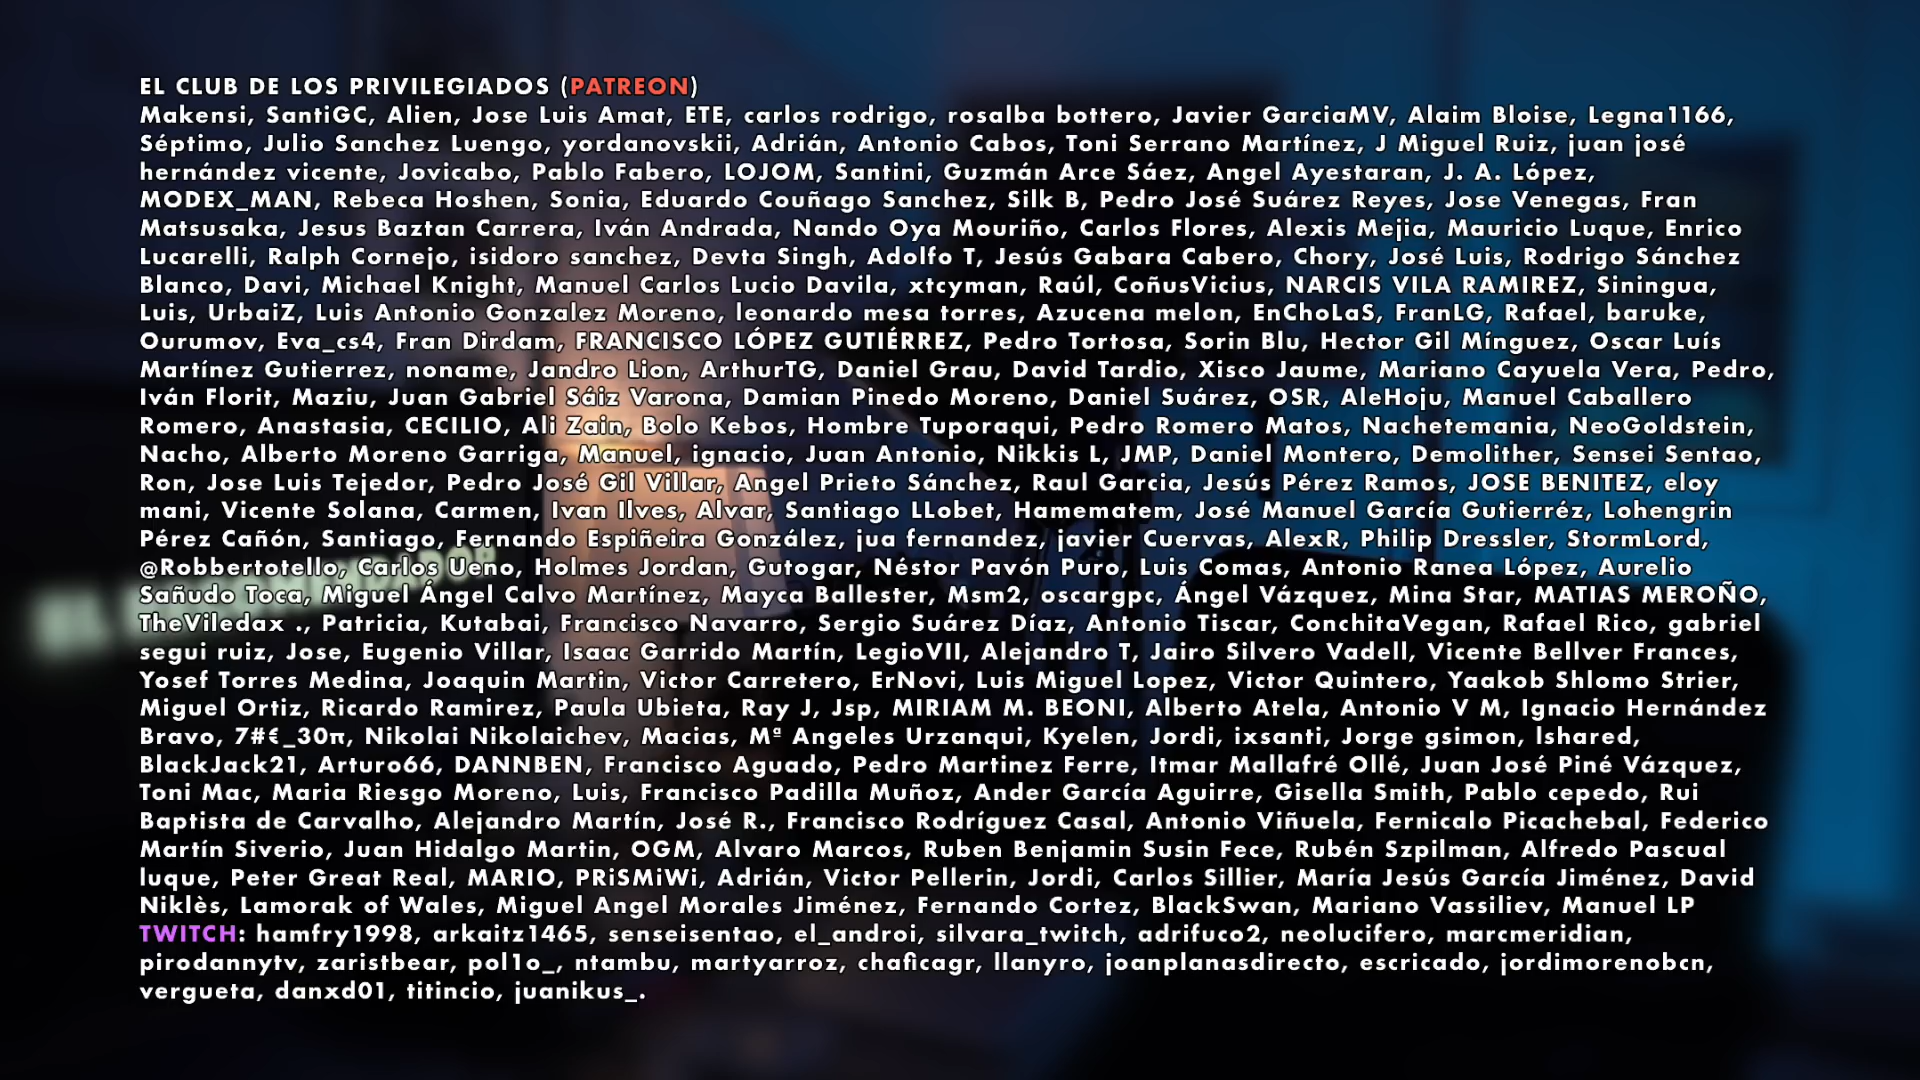 EL CLUB DE LOS PRIVILEGIADOS (PATREON)
Makensi, SantiGC, Alien, Jose Luis Amat, ETE, carlos rodrigo, rosalba bottero, Javier GarciaMV, Alaim Bloise, Legna1166,
Séptimo, Julio Sanchez Luengo, yordanovskii, Adrián, Antonio Cabos, Toni Serrano Martínez, J Miguel Ruiz, juan josé
hernández vicente, Jovicabo, Pablo Fabero, LOJOM, Santini, Guzmán Arce Sáez, Angel Ayestaran, J. A. López,
MODEX_MAN, Rebeca Hoshen, Sonia, Eduardo Couñago Sanchez, Silk B, Pedro José Suárez Reyes, Jose Venegas, Fran
Matsusaka, Jesus Baztan Carrera, Iván Andrada, Nando Oya Mouriño, Carlos Flores, Alexis Mejia, Mauricio Luque, Enrico
Lucarelli, Ralph Cornejo, isidoro sanchez, Devta Singh, Adolfo T, Jesús Gabara Cabero, Chory, José Luis, Rodrigo Sánchez
Blanco, Davi, Michael Knight, Manuel Carlos Lucio Davila, xtcyman, Raúl, CoñusVicius, NARCIS VILA RAMIREZ, Siningua,
Luis, UrbaiZ, Luis Antonio Gonzalez Moreno, leonardo mesa torres, Azucena melon, EnChoLaS, FranLG, Rafael, baruke,
Ourumov, Eva_cs4, Fran Dirdam, FRANCISCO LÓPEZ GUTIÉRREZ, Pedro Tortosa, Sorin Blu, Hector Gil Mínguez, Oscar Luís
Martínez Gutierrez, noname, Jandro Lion, ArthurTG, Daniel Grau, David Tardio, Xisco Jaume, Mariano Cayuela Vera, Pedro,
Iván Florit, Maziu, Juan Gabriel Sáiz Varona, Damian Pinedo Moreno, Daniel Suárez, OSR, AleHoju, Manuel Caballero
Romero, Anastasia, CECILIO, Ali Zain, Bolo Kebos, Hombre Tuporaqui, Pedro Romero Matos, Nachetemania, NeoGoldstein,
Nacho, Alberto Moreno Garriga, Manuel, ignacio, Juan Antonio, Nikkis L, JMP, Daniel Montero, Demolither, Sensei Sentao,
Ron, Jose Luis Tejedor, Pedro José Gil Villar, Angel Prieto Sánchez, Raul Garcia, Jesús Pérez Ramos, JOSE BENITEZ, eloy
mani, Vicente Solana, Carmen, Ivan Ilves, Alvar, Santiago LLobet, Hamematem, José Manuel García Gutierréz, Lohengrin
Pérez Cañón, Santiago, Fernando Espiñeira González, jua fernandez, javier Cuervas, AlexR, Philip Dressler, StormLord,
@Robbertotello, Carlos Ueno, Holmes Jordan, Gutogar, Néstor Pavón Puro, Luis Comas, Antonio Ranea López, Aurelio
Sañudo Toca, Miguel Ángel Calvo Martínez, Mayca Ballester, Msm2, oscargpc, Ángel Vázquez, Mina Star, MATIAS MEROÑO,
TheViledax ., Patricia, Kutabai, Francisco Navarro, Sergio Suárez Díaz, Antonio Tiscar, ConchitaVegan, Rafael Rico, gabriel
segui ruiz, Jose, Eugenio Villar, Isaac Garrido Martín, LegioVII, Alejandro T, Jairo Silvero Vadell, Vicente Bellver Frances,
Yosef Torres Medina, Joaquin Martin, Victor Carretero, ErNovi, Luis Miguel Lopez, Victor Quintero, Yaakob Shlomo Strier,
Miguel Ortiz, Ricardo Ramirez, Paula Ubieta, Ray J, Jsp, MIRIAM M. BEONI, Alberto Atela, Antonio V M, Ignacio Hernández
Bravo, 7#€_30π, Nikolai Nikolaichev, Macias, Mª Angeles Urzanqui, Kyelen, Jordi, ixsanti, Jorge gsimon, lshared,
BlackJack21, Arturo66, DANNBEN, Francisco Aguado, Pedro Martinez Ferre, Itmar Mallafré Ollé, Juan José Piné Vázquez,
Toni Mac, Maria Riesgo Moreno, Luis, Francisco Padilla Muñoz, Ander García Aguirre, Gisella Smith, Pablo cepedo, Rui
Baptista de Carvalho, Alejandro Martín, José R., Francisco Rodríguez Casal, Antonio Viñuela, Fernicalo Picachebal, Federico
Martín Siverio, Juan Hidalgo Martin, OGM, Alvaro Marcos, Ruben Benjamin Susin Fece, Rubén Szpilman, Alfredo Pascual
luque, Peter Great Real, MARIO, PRiSMiWi, Adrián, Victor Pellerin, Jordi, Carlos Sillier, María Jesús García Jiménez, David
Niklès, Lamorak of Wales, Miguel Angel Morales Jiménez, Fernando Cortez, BlackSwan, Mariano Vassiliev, Manuel LP
TWITCH: hamfry1998, arkaitz1465, senseisentao, el_androi, silvara_twitch, adrifuco2, neolucifero, marcmeridian,
pirodannytv, zaristbear, pol1o_, ntambu, martyarroz, chaficagr, llanyro, joanplanasdirecto, escricado, jordimorenobcn,
vergueta, danxd01, titincio, juanikus_.
EL